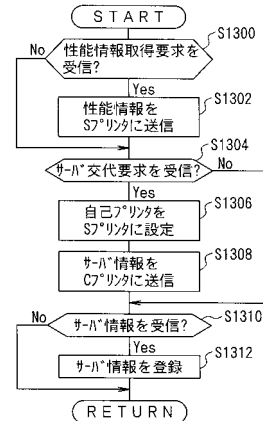 START
S1300
性能情報取得要求を
受信?
No
Yes
S1302
性能情報を
Sプリンタに送信
S1304
サーバ交代要求を受信?
No
Yes
S1306
自己プリンタを
Sプリンタに設定
S1308
サーバ情報を
Cプリンタに送信
S1310
No
サーバ情報を受信?
Yes
S1312
サーバ情報を登録
RETURN